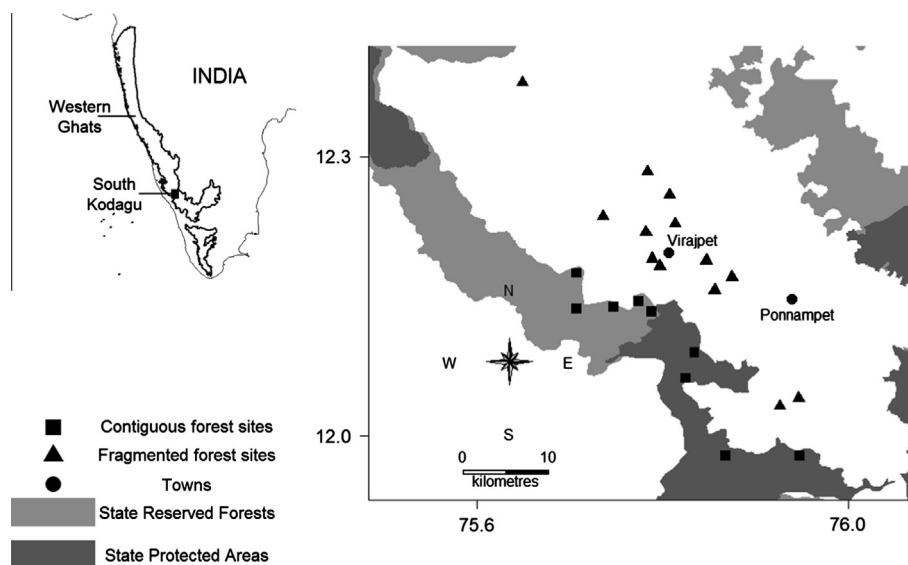 INDIA
Western
Ghats
South
Kodagu
12.3
12.0
75.6
76.0
Virajpet
Ponnampet
N
W
E
S
0
10
kilometres
Contiguous forest sites
Fragmented forest sites
Towns
State Reserved Forests
State Protected Areas